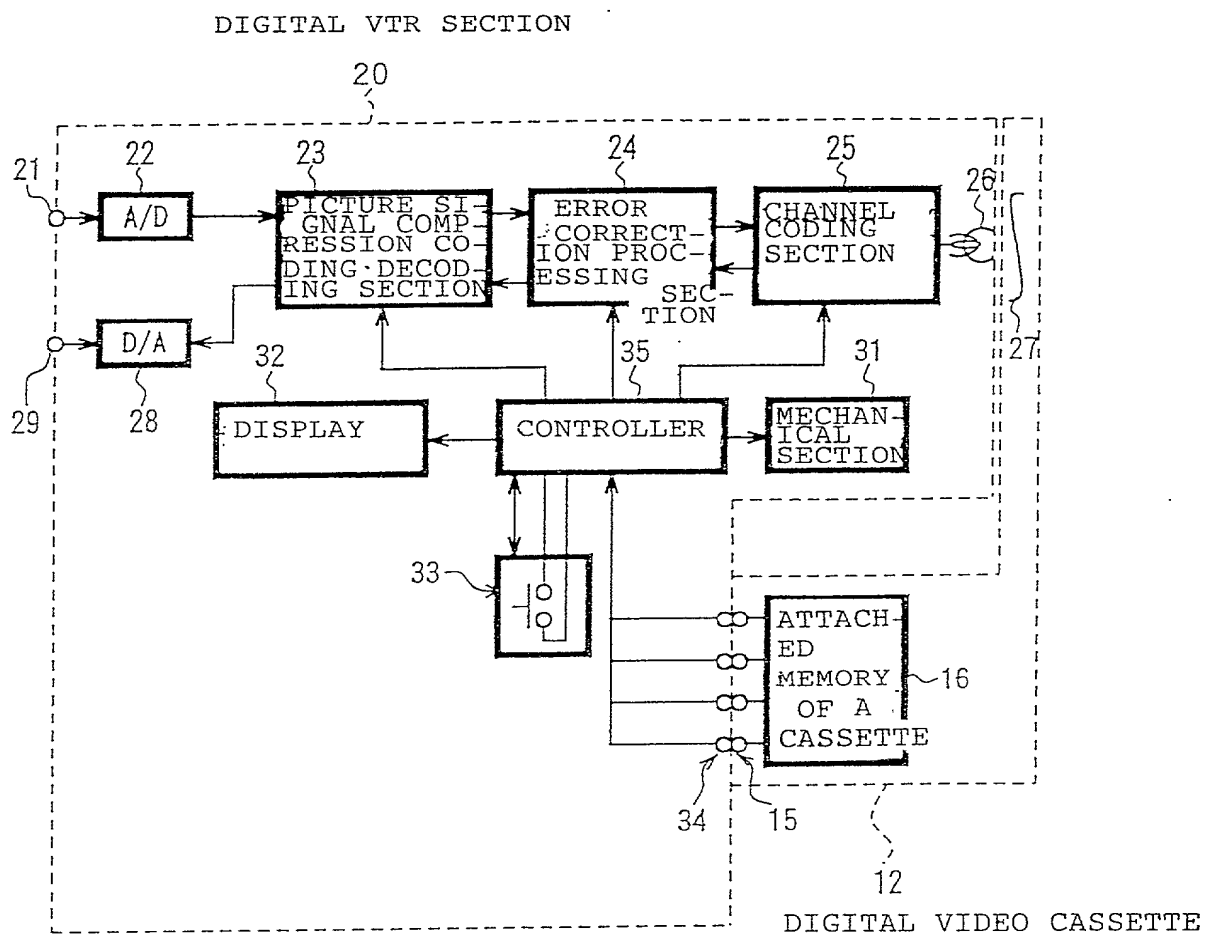 DIGITAL VTR SECTION
20
21
22
23
24
25
26
A/D
PICTURE SI-
GNAL COMP
RESSION CO-
DING·DECOD-
ING SECTION
ERROR
CORRECT-
ION PROC-
ESSING
SEC-
TION
CHANNEL
CODING
SECTION
27
D/A
29
28
32
35
31
DISPLAY
CONTROLLER
MECHAN-
ICAL
SECTION
33
ATTACH-
ED
MEMORY
OF A
CASSETTE
16
34
15
12
DIGITAL VIDEO CASSETTE